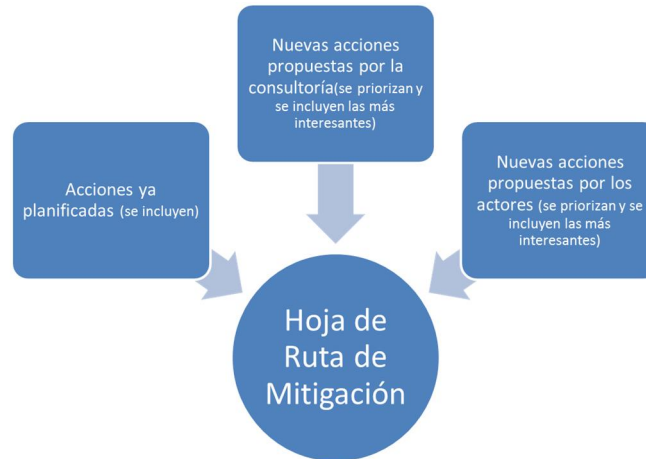 Nuevas acciones
propuestas por la
consultoría(se priorizan y
se incluyen las más
interesantes)
Acciones ya
planificadas (se incluyen)
Nuevas acciones
propuestas por los
actores (se priorizan y se
incluyen las más
interesantes)
Hoja de
Ruta de
Mitigación